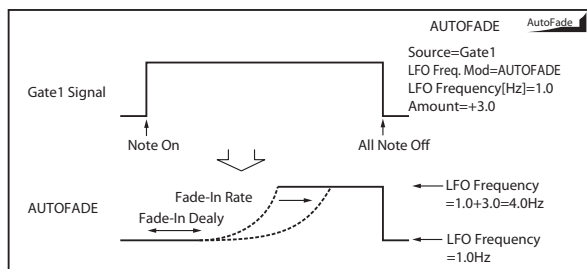 AUTOFADE
AutoFade
Source=Gate1
LFO Freq. Mod=AUTOFADE
LFO Frequency[Hz]=1.0
Amount=+3.0
Gate1 Signal
Note On
All Note Off
Fade-In Rate
LFO Frequency
=1.0+3.0=4.0Hz
AUTOFADE
Fade-In Dealy
LFO Frequency
=1.0Hz